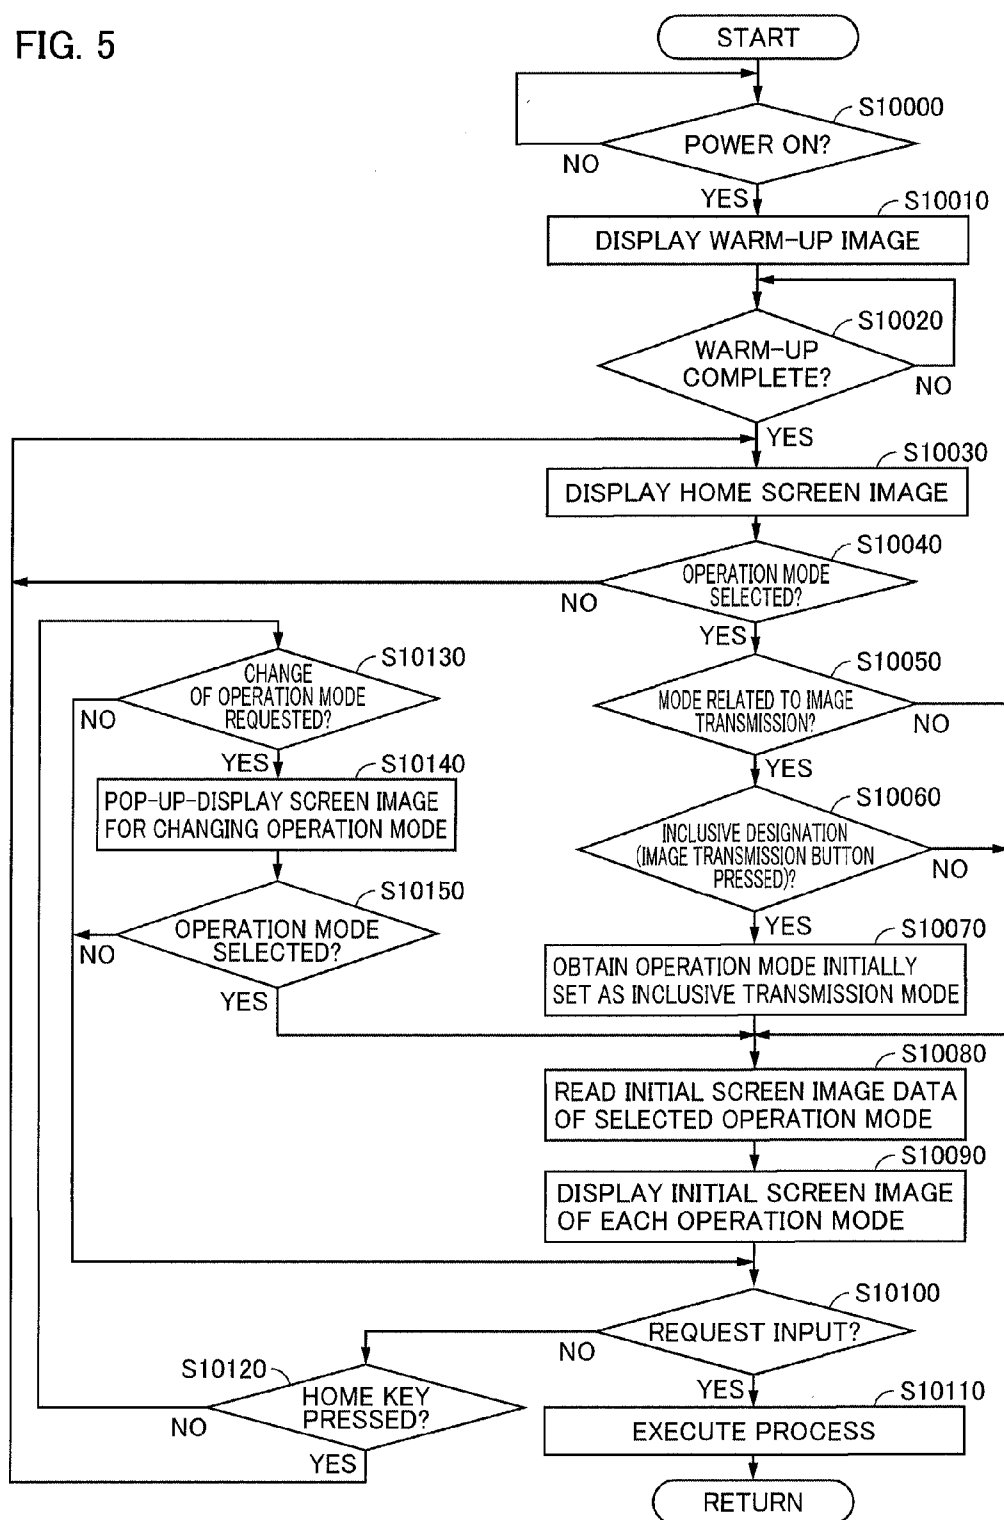 FIG. 5
START
S10000
POWER ON?
NO
YES
S10010
DISPLAY WARM-UP IMAGE
S10020
WARM-UP
COMPLETE?
NO
YES
S10030
DISPLAY HOME SCREEN IMAGE
S10040
OPERATION MODE
SELECTED?
NO
YES
S10050
MODE RELATED TO IMAGE
TRANSMISSION?
NO
YES
S10060
INCLUSIVE DESIGNATION
(IMAGE TRANSMISSION BUTTON
PRESSED)?
NO
YES
S10070
OBTAIN OPERATION MODE INITIALLY
SET AS INCLUSIVE TRANSMISSION MODE
S10130
CHANGE
OF OPERATION MODE
REQUESTED?
NO
YES
S10140
POP-UP-DISPLAY SCREEN IMAGE
FOR CHANGING OPERATION MODE
S10150
OPERATION MODE
SELECTED?
NO
YES
S10080
READ INITIAL SCREEN IMAGE DATA
OF SELECTED OPERATION MODE
S10090
DISPLAY INITIAL SCREEN IMAGE
OF EACH OPERATION MODE
S10100
REQUEST INPUT?
NO
YES
S10120
HOME KEY
PRESSED?
NO
YES
S10110
EXECUTE PROCESS
RETURN